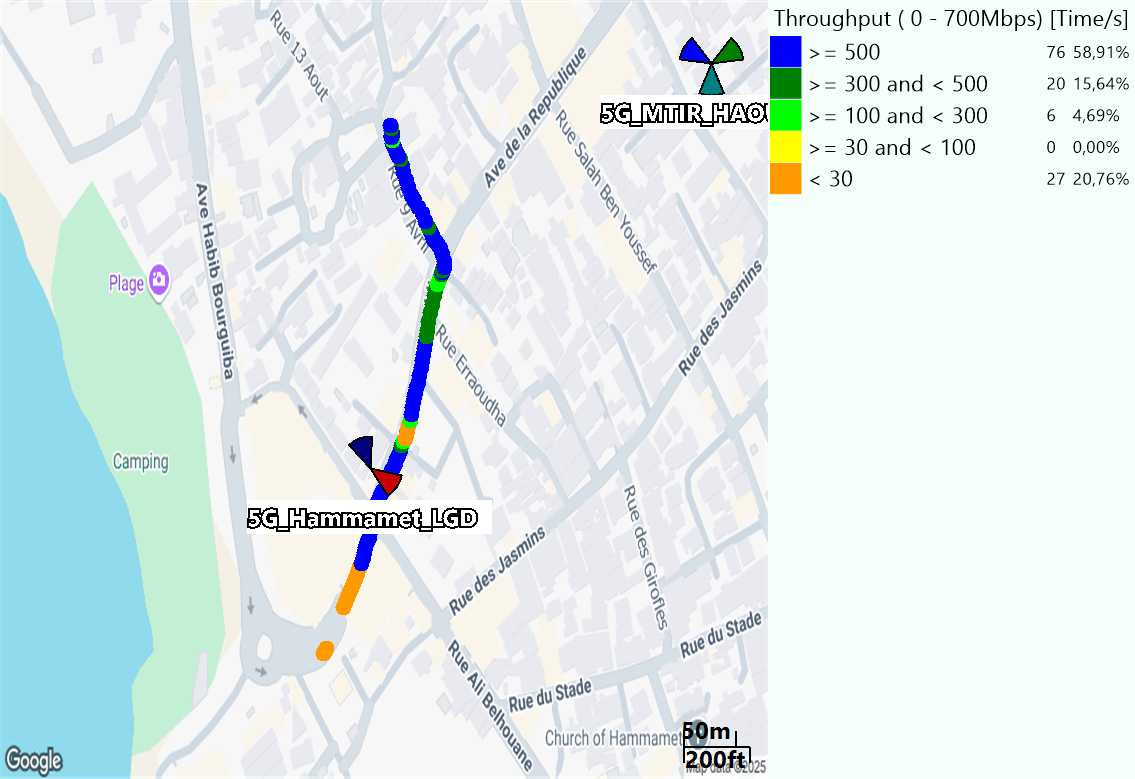 Throughput ( 0 - 700Mbps) [Time/s]
>= 500 76 58,91%
>= 300 and < 500 20 15,64%
>= 100 and < 300 6 4,69%
>= 30 and < 100 0 0,00%
< 30 27 20,76%
Rue 13 Aout
Ave de la Republique
5G_MTIR_HAO
Rue Salah Ben Youssef
Rue 9 Avril
Ave Habib Bourguiba
Plage
Rue des Jasmins
Rue Erraoudha
Camping
5G_Hammamet_LGD
Rue des Jasmins
Rue des Girofles
Rue du Stade
Rue Ali Belhouane
Rue du Stade
Church of Hammamet
50m
200ft
Google
Map data ©2025